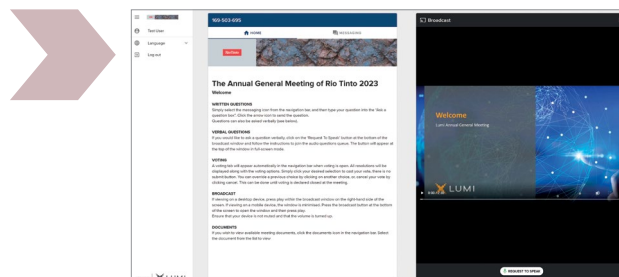 Test User
Language
Log out
LUMI
169-503-695
HOME
MESSAGING
The Annual General Meeting of Rio Tinto 2023
Welcome
WRITTEN QUESTIONS
Simply select the messaging icon from the navigation bar and then type your question into the "Ask a
question box". Click the arrow icon to send the question.
Questions can also be asked verbally (see below).
VERBAL QUESTIONS
If you would like to ask a question verbally, click on the 'Request To Speak' button at the bottom of the
broadcast window and follow the instructions to join the audio questions queue. The button will appear at
the top of the window in full screen mode.
VOTING
A voting tab will appear automatically in the navigation bar when voting is open. All resolutions will be
displayed along with the voting options. Simply click your desired selection to cast your vote, there is no
submit button. You can override a previous choice by clicking on another choice, or cancel your vote by
clicking cancel. This can be done until voting is declared closed at the meeting.
BROADCAST
If viewing on a desktop device, press play within the broadcast window on the right-hand side of the
screen. If viewing on a mobile device, the window is minimised. Press the broadcast button at the bottom
of the screen to open the window and then press play.
Ensure that your device is not muted and that the volume is turned up.
DOCUMENTS
If you wish to view available meeting documents, click the documents icon in the navigation bar. Select
the document from the list to view
Broadcast
Welcome
Lumi Annual General Meeting
LUMI
REQUEST TO SPEAK